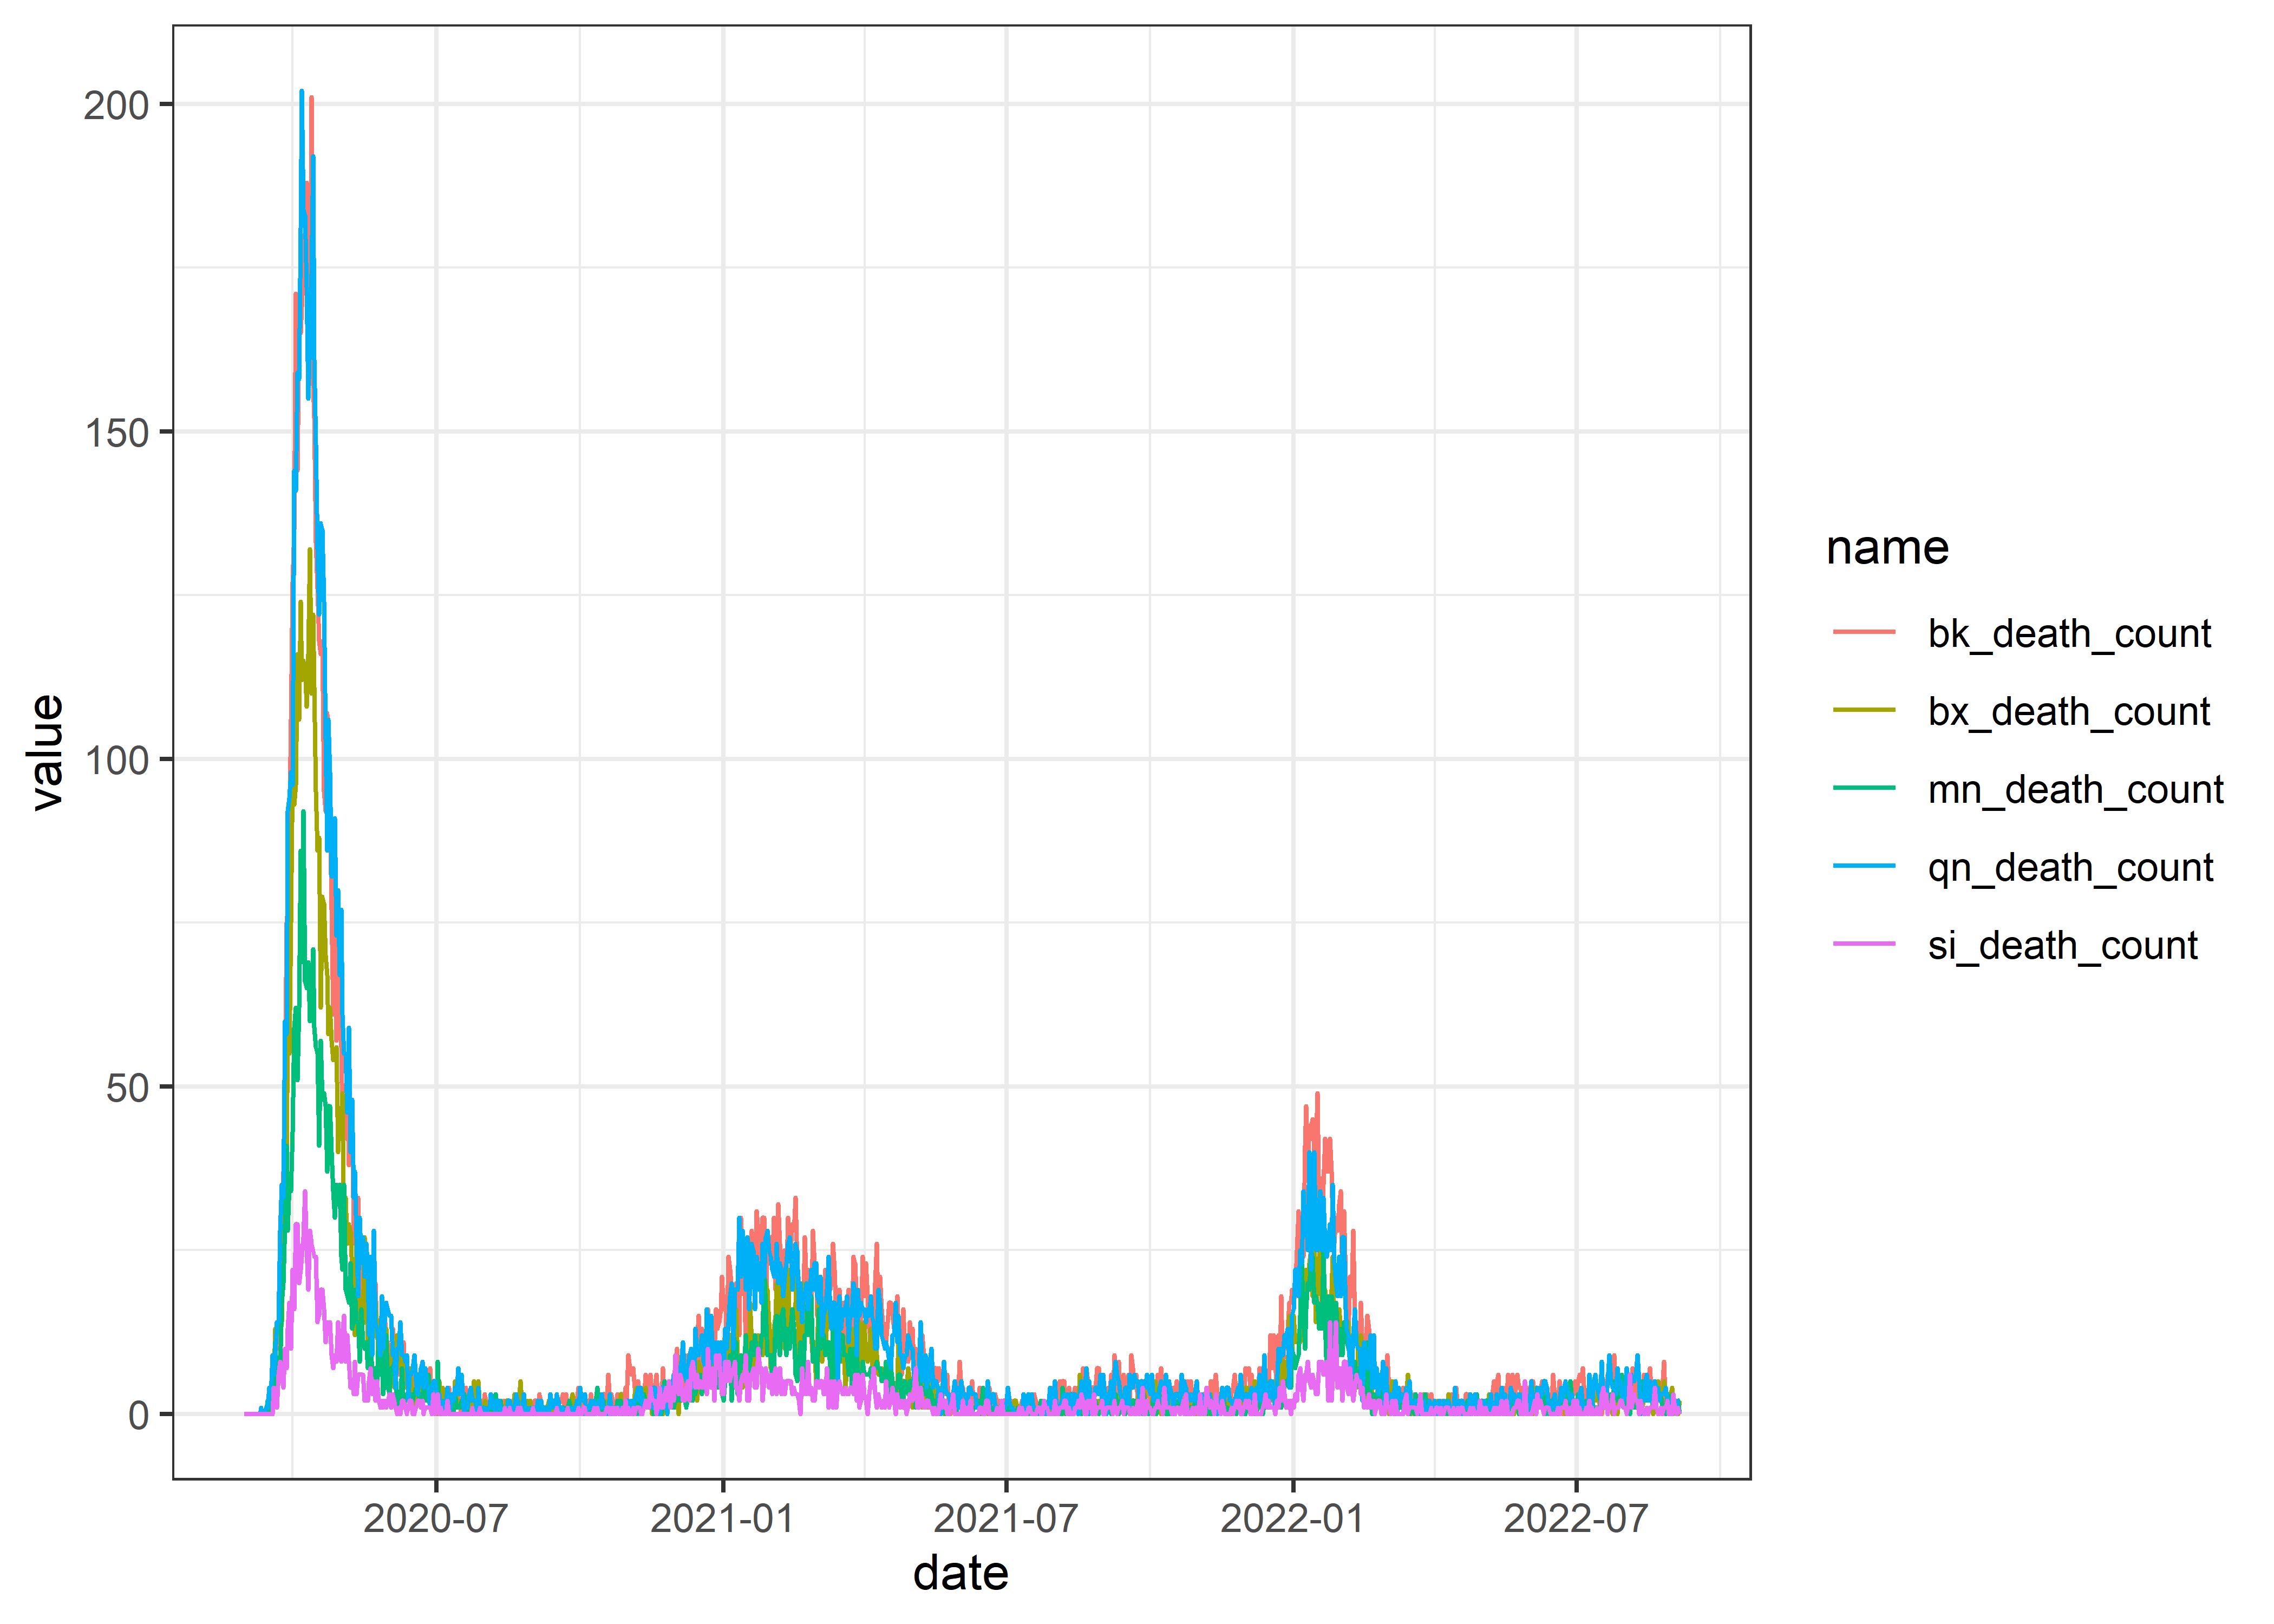 200
150
100
50
0
value
2020-07
2021-01
2021-07
2022-01
2022-07
date
name
bk_death_count
bx_death_count
mn_death_count
qn_death_count
si_death_count